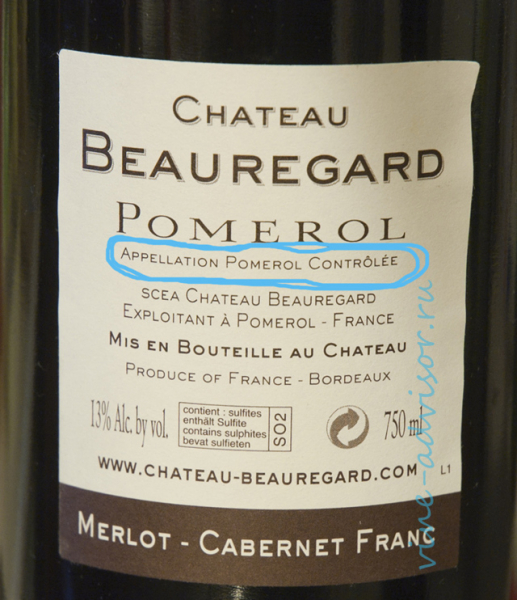 CHATEAU
BEAUREGARD
POMEROL
APPELLATION POMEROL CONTRÔLÉE
SCEA CHATEAU BEAUREGARD
EXPLOITANT À POMEROL - FRANCE
MIS EN BOUTEILLE AU CHATEAU
PRODUCE OF FRANCE - BORDEAUX
13% Alc. by vol.
contient : sulfites
enthält Sulfite
contains sulphites
bevat sulfieten
SO2
750 ml
WWW.CHATEAU-BEAUREGARD.COM
L1
MERLOT - CABERNET FRANC
vine-advisor.ru